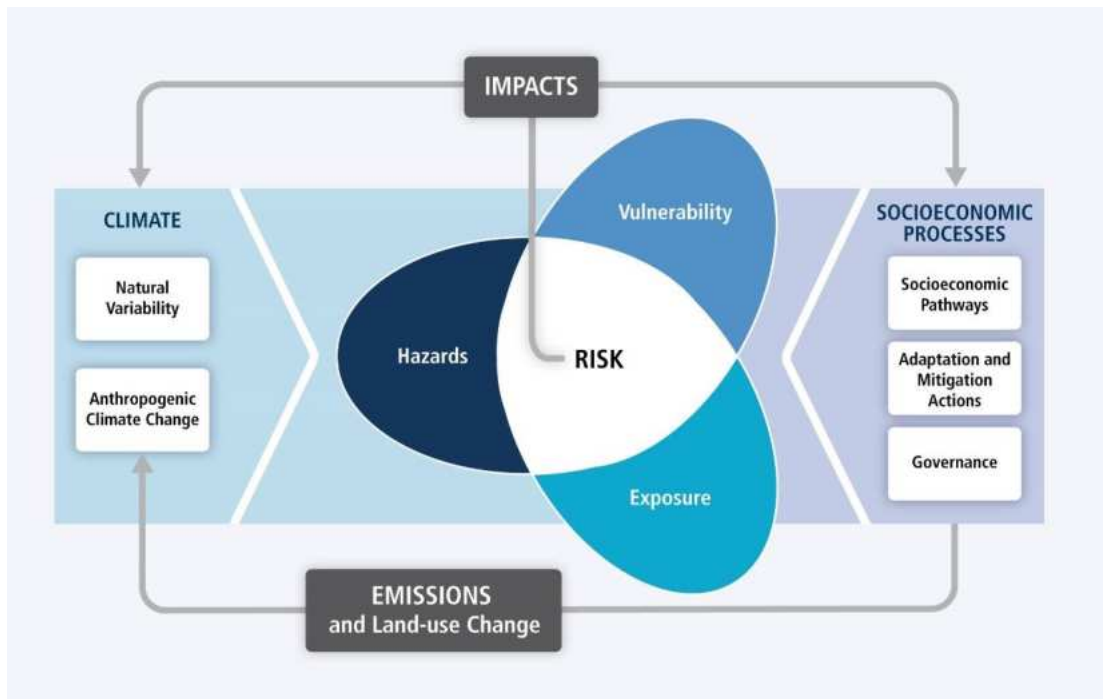 IMPACTS
CLIMATE
Natural
Variability
Anthropogenic
Climate Change
Vulnerability
Hazards
RISK
Exposure
SOCIOECONOMIC
PROCESSES
Socioeconomic
Pathways
Adaptation and
Mitigation
Actions
Governance
EMISSIONS
and Land-use Change